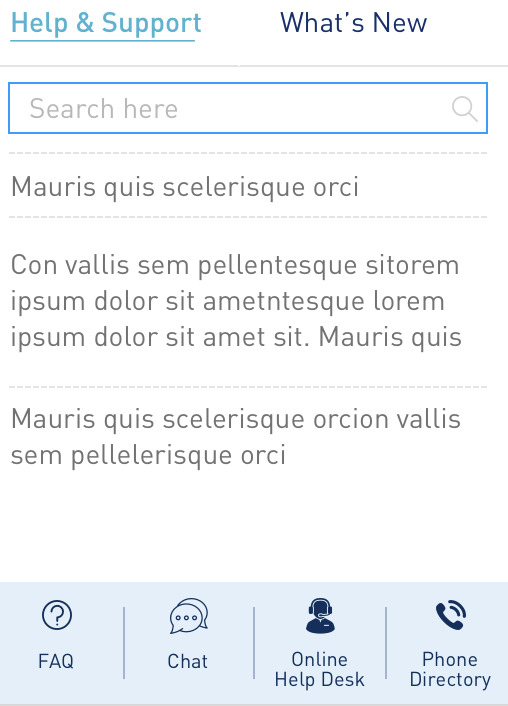 Help & Support
What's New
Search here
Mauris quis scelerisque orci
Con vallis sem pellentesque sitorem
ipsum dolor sit ametntesque lorem
ipsum dolor sit amet sit. Mauris quis
Mauris quis scelerisque orcion vallis
sem pellelerisque orci
FAQ
Chat
Online
Help Desk
Phone
Directory